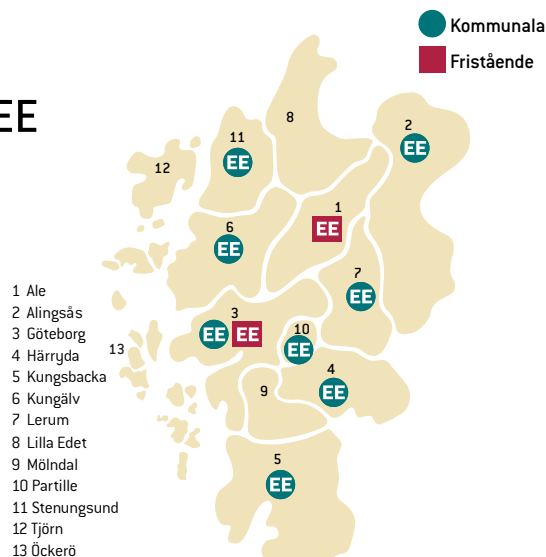 Kommunala
Fristående
EE
8
2
EE
11
EE
12
1
EE
6
EE
7
EE
3
EE EE
10
EE
13
4
EE
9
5
EE
1 Ale
2 Alingsås
3 Göteborg
4 Härryda
5 Kungsbacka
6 Kungälv
7 Lerum
8 Lilla Edet
9 Mölndal
10 Partille
11 Stenungsund
12 Tjörn
13 Öckerö